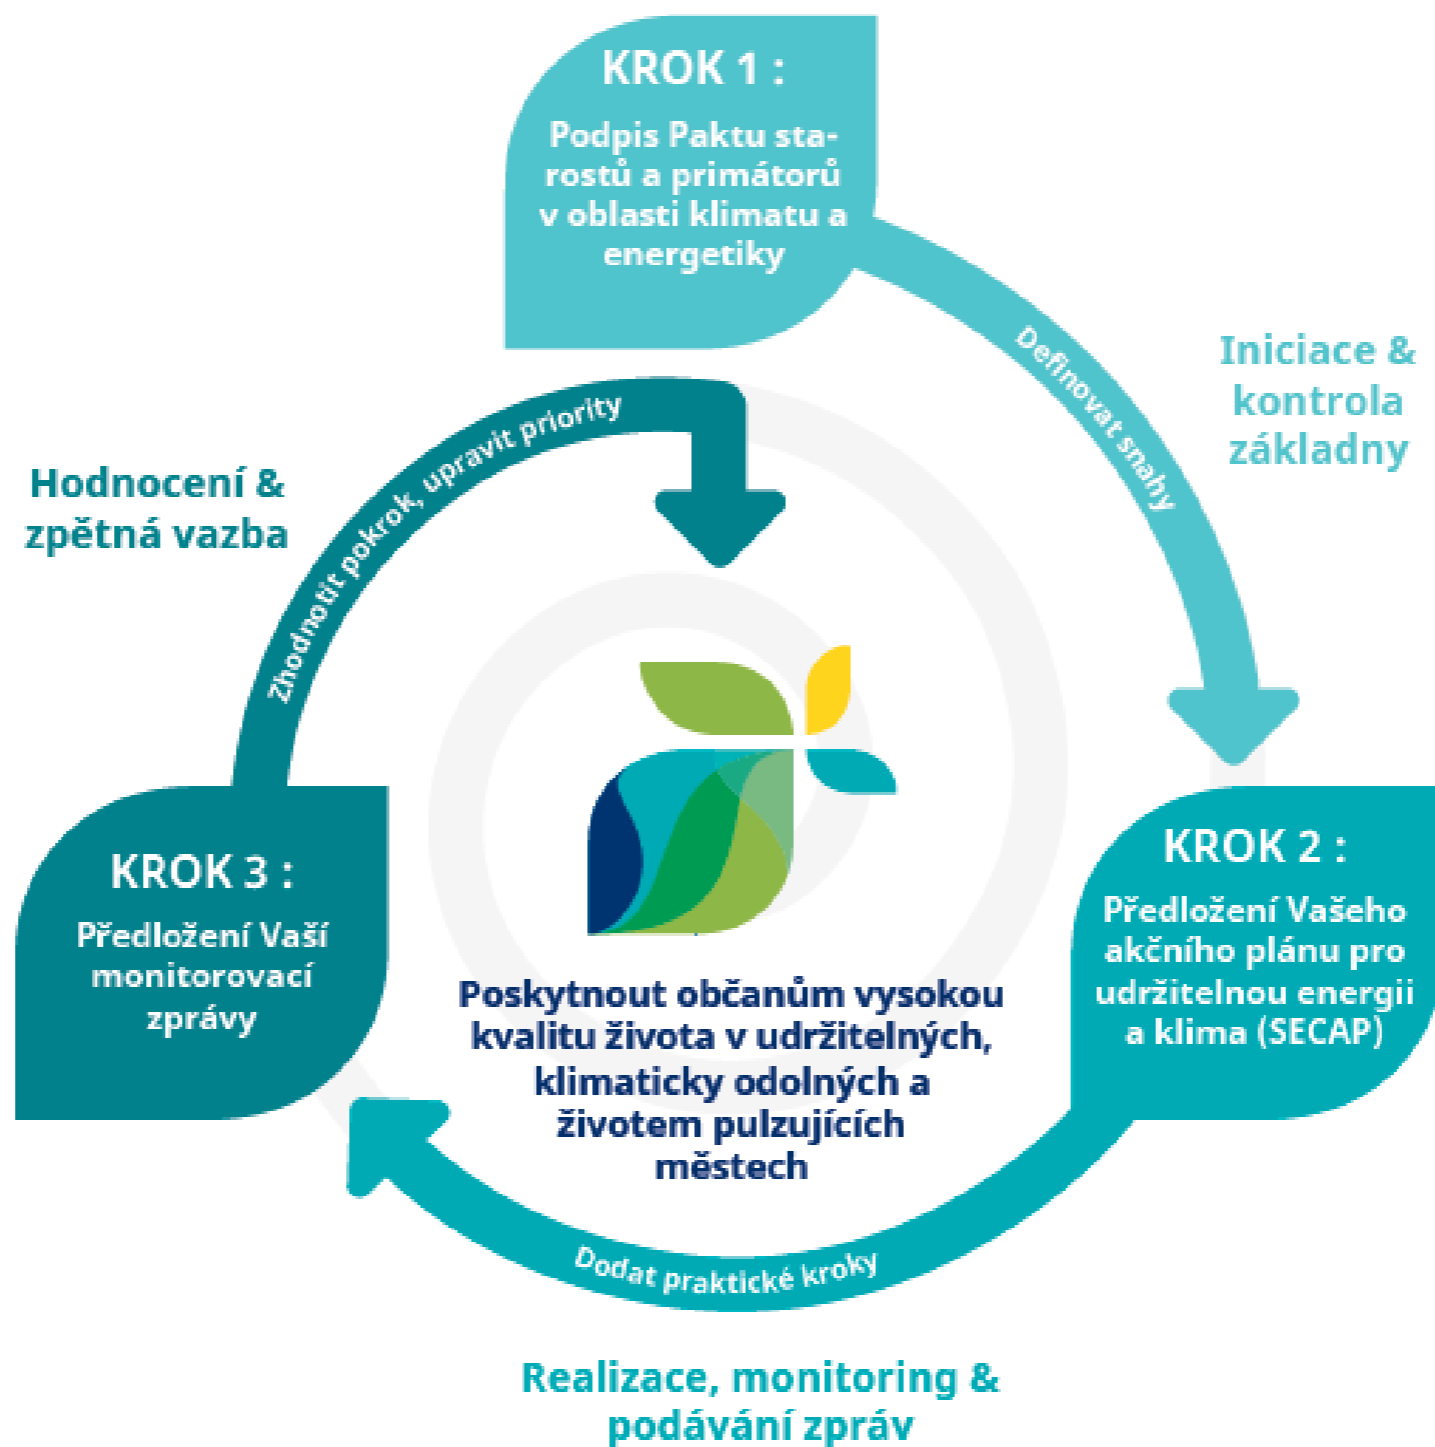 KROK 1 :
Podpis Paktu sta-
rostů a primátorů
v oblasti klimatu a
energetiky
Definovat snahy
Iniciace &
kontrola
základny
KROK 2 :
Předložení Vašeho
akčního plánu pro
udržitelnou energii
a klima (SECAP)
Dodat praktické kroky
Realizace, monitoring &
podávání zpráv
KROK 3 :
Předložení Vaší
monitorovací
zprávy
Zhodnotit pokrok, upravit priority
Hodnocení &
zpětná vazba
Poskytnout občanům vysokou
kvalitu života v udržitelných,
klimaticky odolných a
životem pulzujících
městech